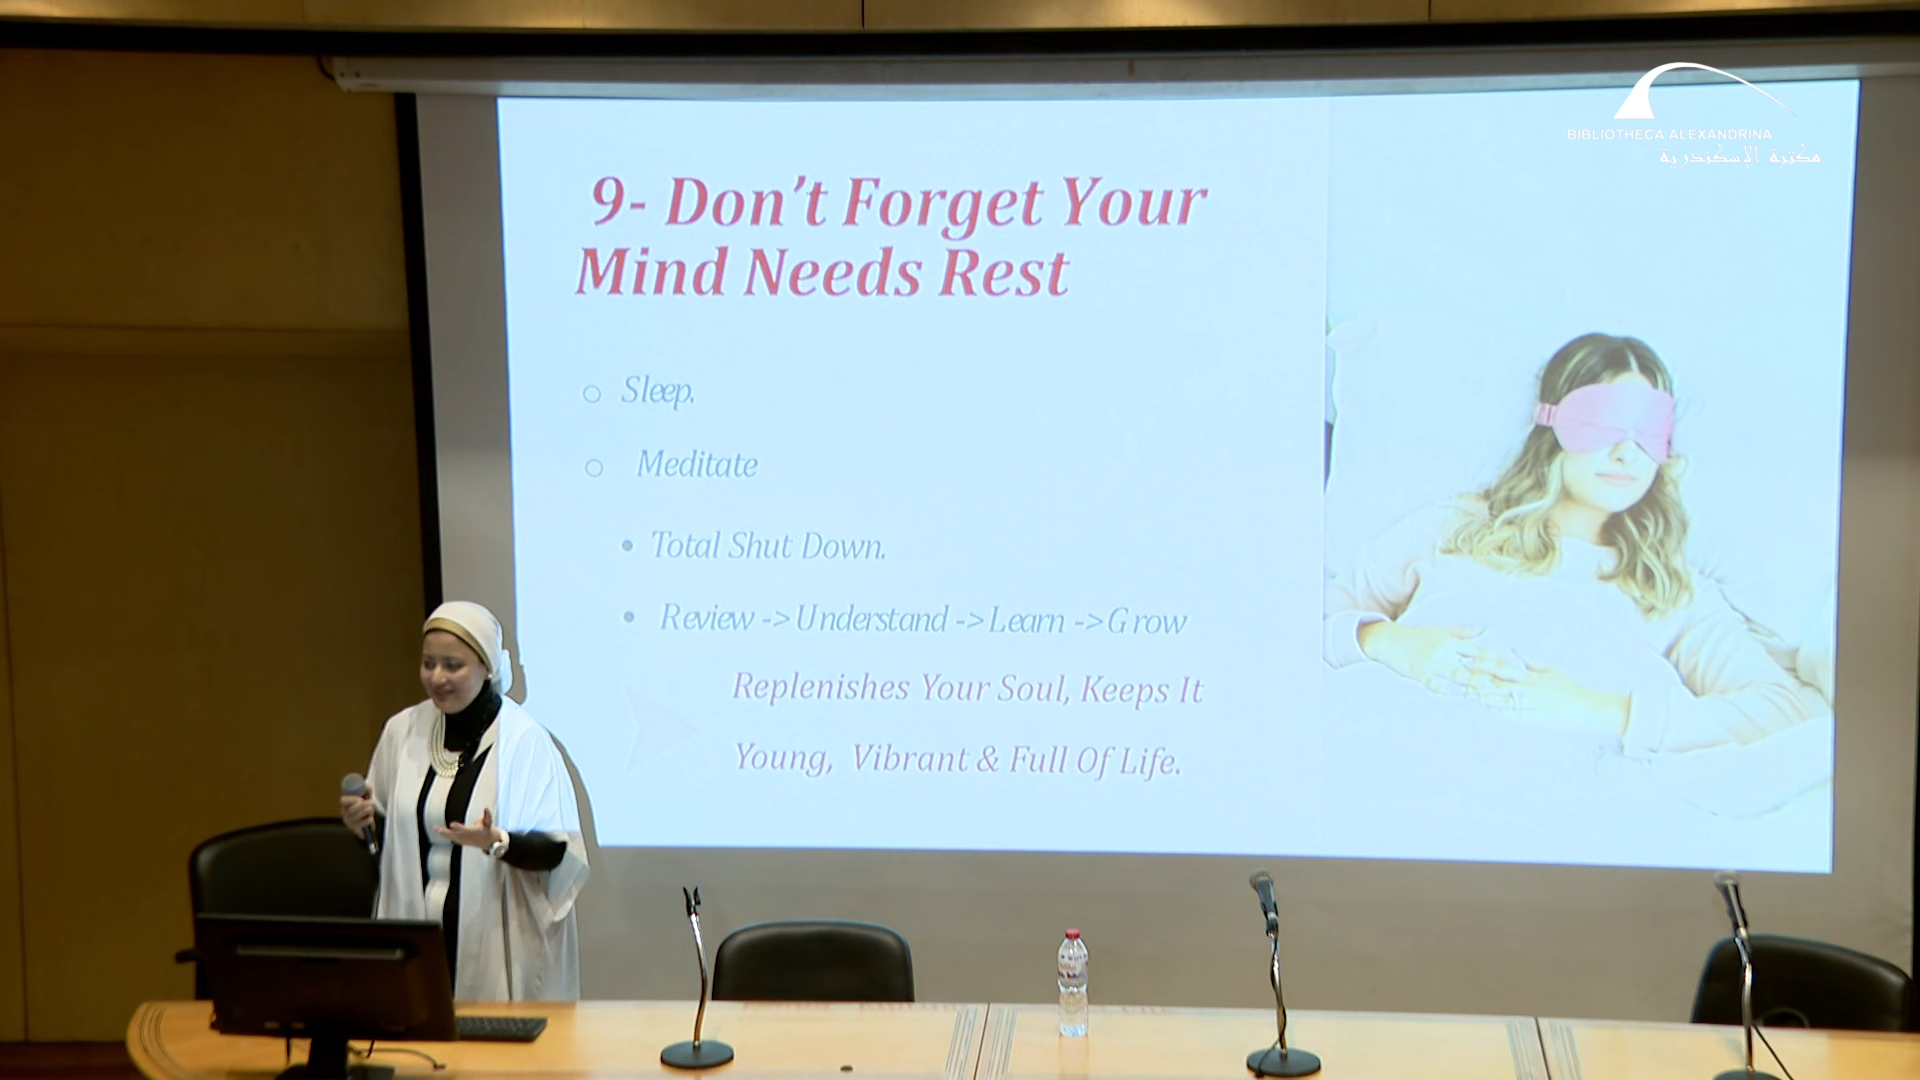 BIBLIOTHECA ALEXANDRINA
مكتبة الإسكندرية
9- Don't Forget Your
Mind Needs Rest
Sleep.
Meditate
Total Shut Down.
Review ->Understand ->Learn ->Grow
Replenishes Your Soul, Keeps It
Young, Vibrant & Full Of Life.